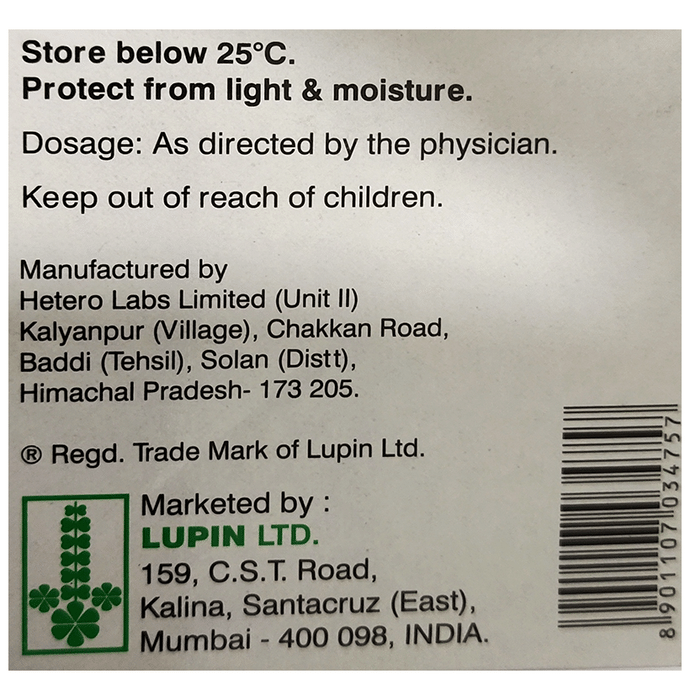 Store below 25°C.
Protect from light & moisture.
Dosage: As directed by the physician.
Keep out of reach of children.
Manufactured by
Hetero Labs Limited (Unit II)
Kalyanpur (Village), Chakkan Road,
Baddi (Tehsil), Solan (Distt),
Himachal Pradesh- 173 205.
® Regd. Trade Mark of Lupin Ltd.
Marketed by :
LUPIN LTD.
159, C.S.T. Road,
Kalina, Santacruz (East),
Mumbai - 400 098, INDIA.
8 901107 034757